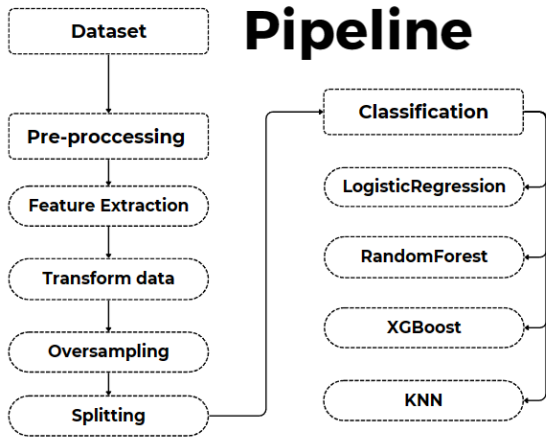 Pipeline
Dataset
Pre-proccessing
Feature Extraction
Transform data
Oversampling
Splitting
Classification
LogisticRegression
RandomForest
XGBoost
KNN